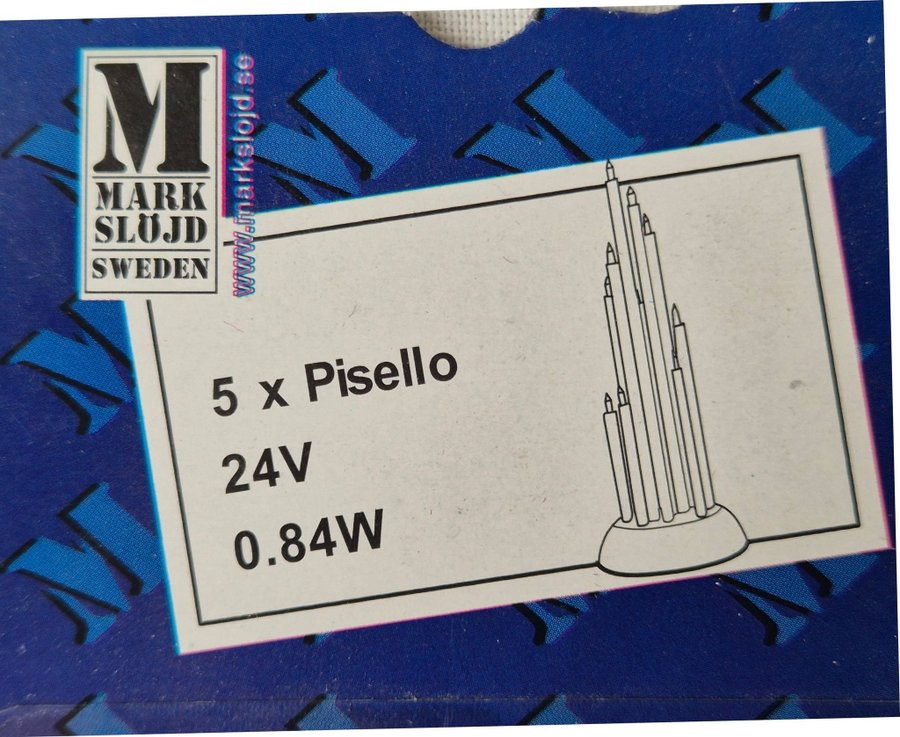 M
MARK
SLÖJD
SWEDEN
www.markslojd.se
5 x Pisello
24V
0.84W